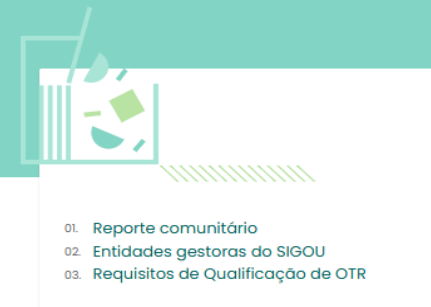 01. Reporte comunitário
02. Entidades gestoras do SIGOU
03. Requisitos de Qualificação de OTR